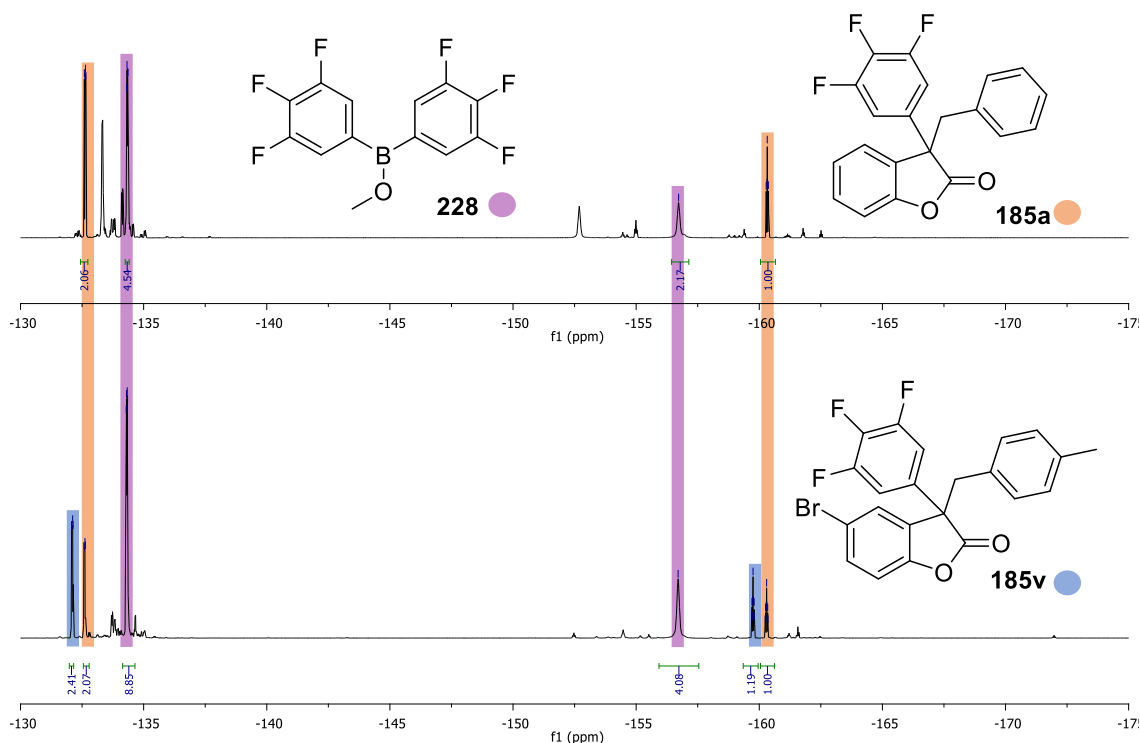 F
F
F
F
F
F
B
O
228
F
F
F
O
O
185a
2.06
4.54
2.17
1.00
-130
-135
-140
-145
-150
-155
-160
-165
-170
-175
f1 (ppm)
F
F
F
Br
O
O
185v
2.41
2.07
8.85
4.08
1.19
1.00
-130
-135
-140
-145
-150
-155
-160
-165
-170
-175
f1 (ppm)